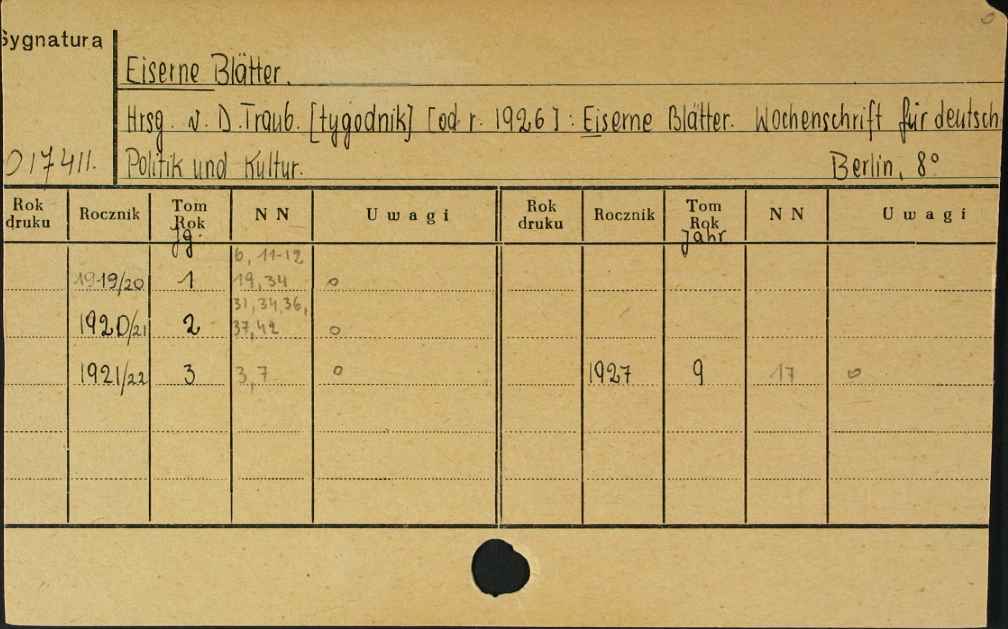 Sygnatura
Eiserne Blätter.
Hrsg. v. D. Traub. [tygodnik] [od r. 1926] : Eiserne Blätter. Wochenschrift für deutsch
017411. Politik und Kultur. Berlin, 8°
Rok druku Rocznik Tom Rok Jg. NN Uwagi Rok druku Rocznik Tom Rok Jahr NN Uwagi
6, 11-12
1919/20 1 19, 34 o
31, 34, 36,
1920/21 2 37, 42 o
1921/22 3 3, 7 o 1927 9 17 o